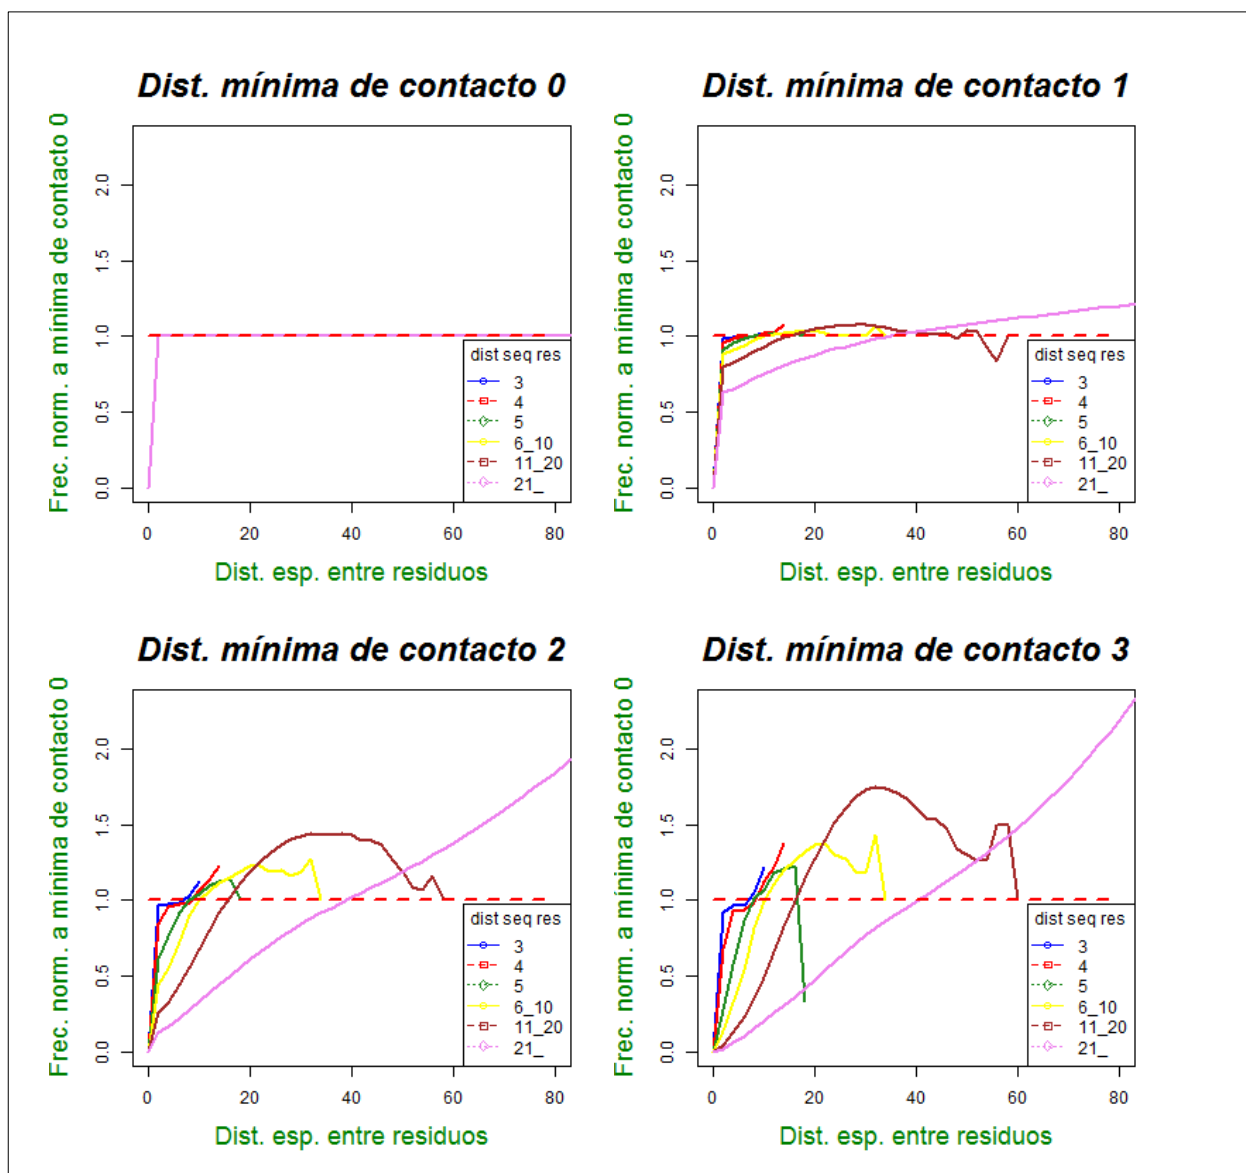 Dist. mínima de contacto 0
Frec. norm. a mínima de contacto 0
2.0
1.5
1.0
0.5
0.0
dist seq res
3
4
5
6_10
11_20
21_
0 20 40 60 80
Dist. esp. entre residuos
Dist. mínima de contacto 1
Frec. norm. a mínima de contacto 0
2.0
1.5
1.0
0.5
0.0
dist seq res
3
4
5
6_10
11_20
21_
0 20 40 60 80
Dist. esp. entre residuos
Dist. mínima de contacto 2
Frec. norm. a mínima de contacto 0
2.0
1.5
1.0
0.5
0.0
dist seq res
3
4
5
6_10
11_20
21_
0 20 40 60 80
Dist. esp. entre residuos
Dist. mínima de contacto 3
Frec. norm. a mínima de contacto 0
2.0
1.5
1.0
0.5
0.0
dist seq res
3
4
5
6_10
11_20
21_
0 20 40 60 80
Dist. esp. entre residuos